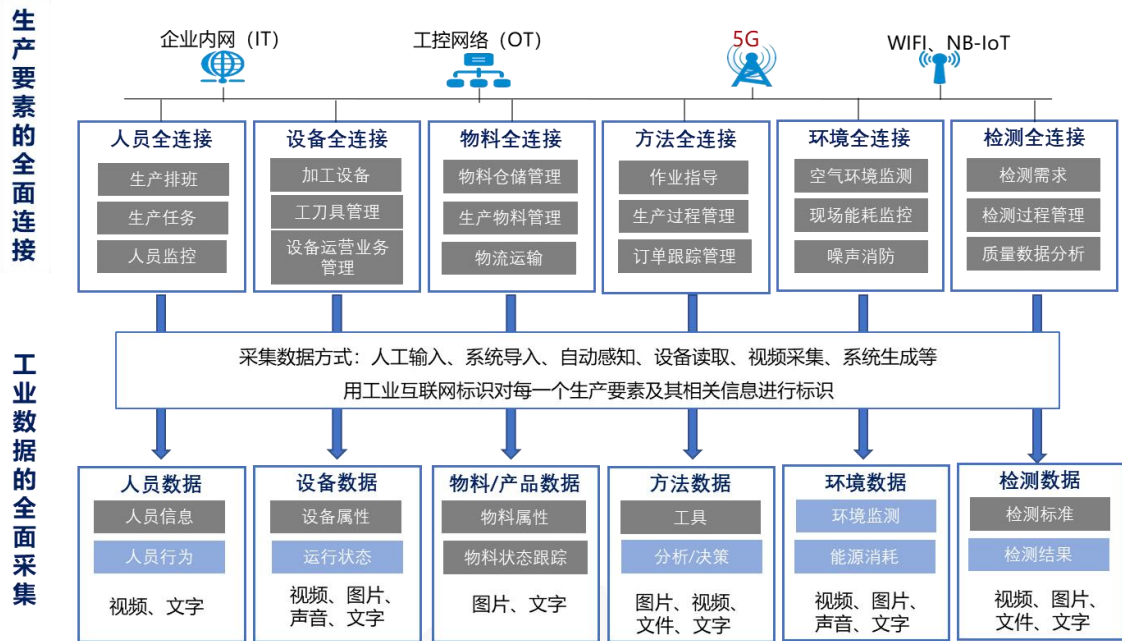 生产要素的全面连接
企业内网（IT）
工控网络（OT）
5G
WIFI、NB-IoT
人员全连接
生产排班
生产任务
人员监控
设备全连接
加工设备
工刀具管理
设备运营业务
管理
物料全连接
物料仓储管理
生产物料管理
物流运输
方法全连接
作业指导
生产过程管理
订单跟踪管理
环境全连接
空气环境监测
现场能耗监控
噪声消防
检测全连接
检测需求
检测过程管理
质量数据分析
采集数据方式：人工输入、系统导入、自动感知、设备读取、视频采集、系统生成等
用工业互联网标识对每一个生产要素及其相关信息进行标识
工业数据的全面采集
人员数据
人员信息
人员行为
视频、文字
设备数据
设备属性
运行状态
视频、图片、
声音、文字
物料/产品数据
物料属性
物料状态跟踪
图片、文字
方法数据
工具
分析/决策
图片、视频、
文件、文字
环境数据
环境监测
能源消耗
视频、图片、
声音、文字
检测数据
检测标准
检测结果
视频、图片、
文件、文字